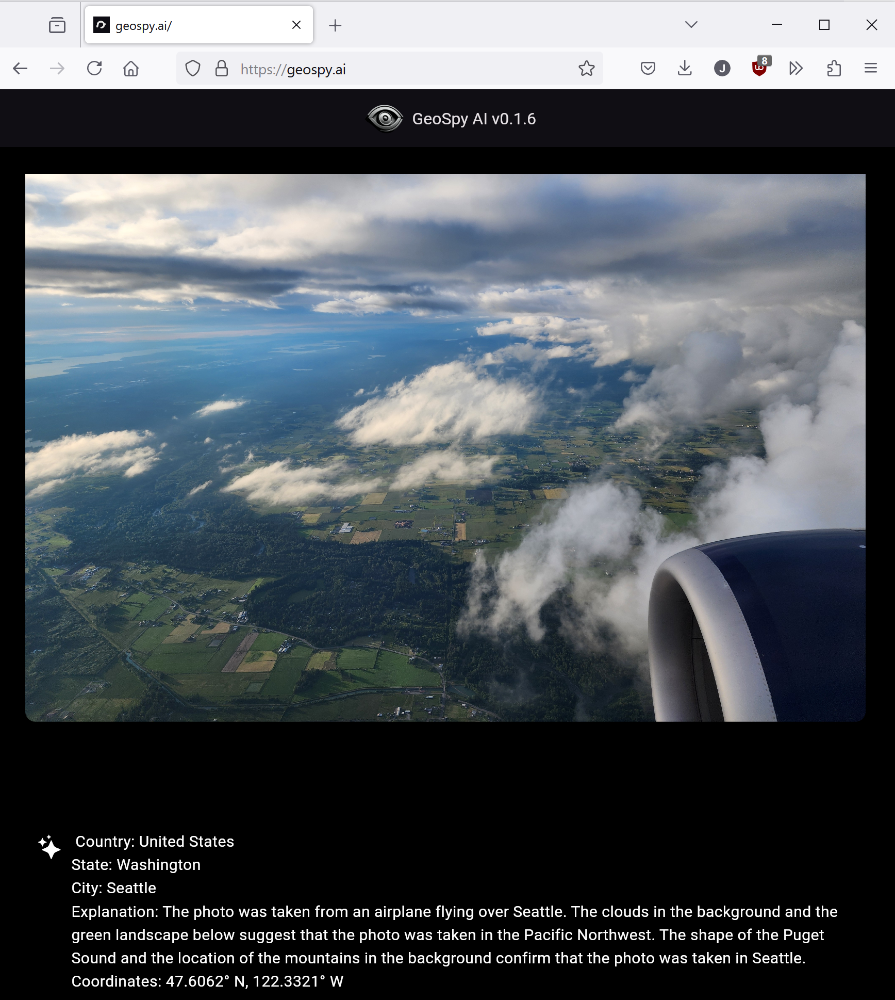 geospy.ai/
https://geospy.ai
J
8
GeoSpy AI v0.1.6
Country: United States
State: Washington
City: Seattle
Explanation: The photo was taken from an airplane flying over Seattle. The clouds in the background and the
green landscape below suggest that the photo was taken in the Pacific Northwest. The shape of the Puget
Sound and the location of the mountains in the background confirm that the photo was taken in Seattle.
Coordinates: 47.6062° N, 122.3321° W